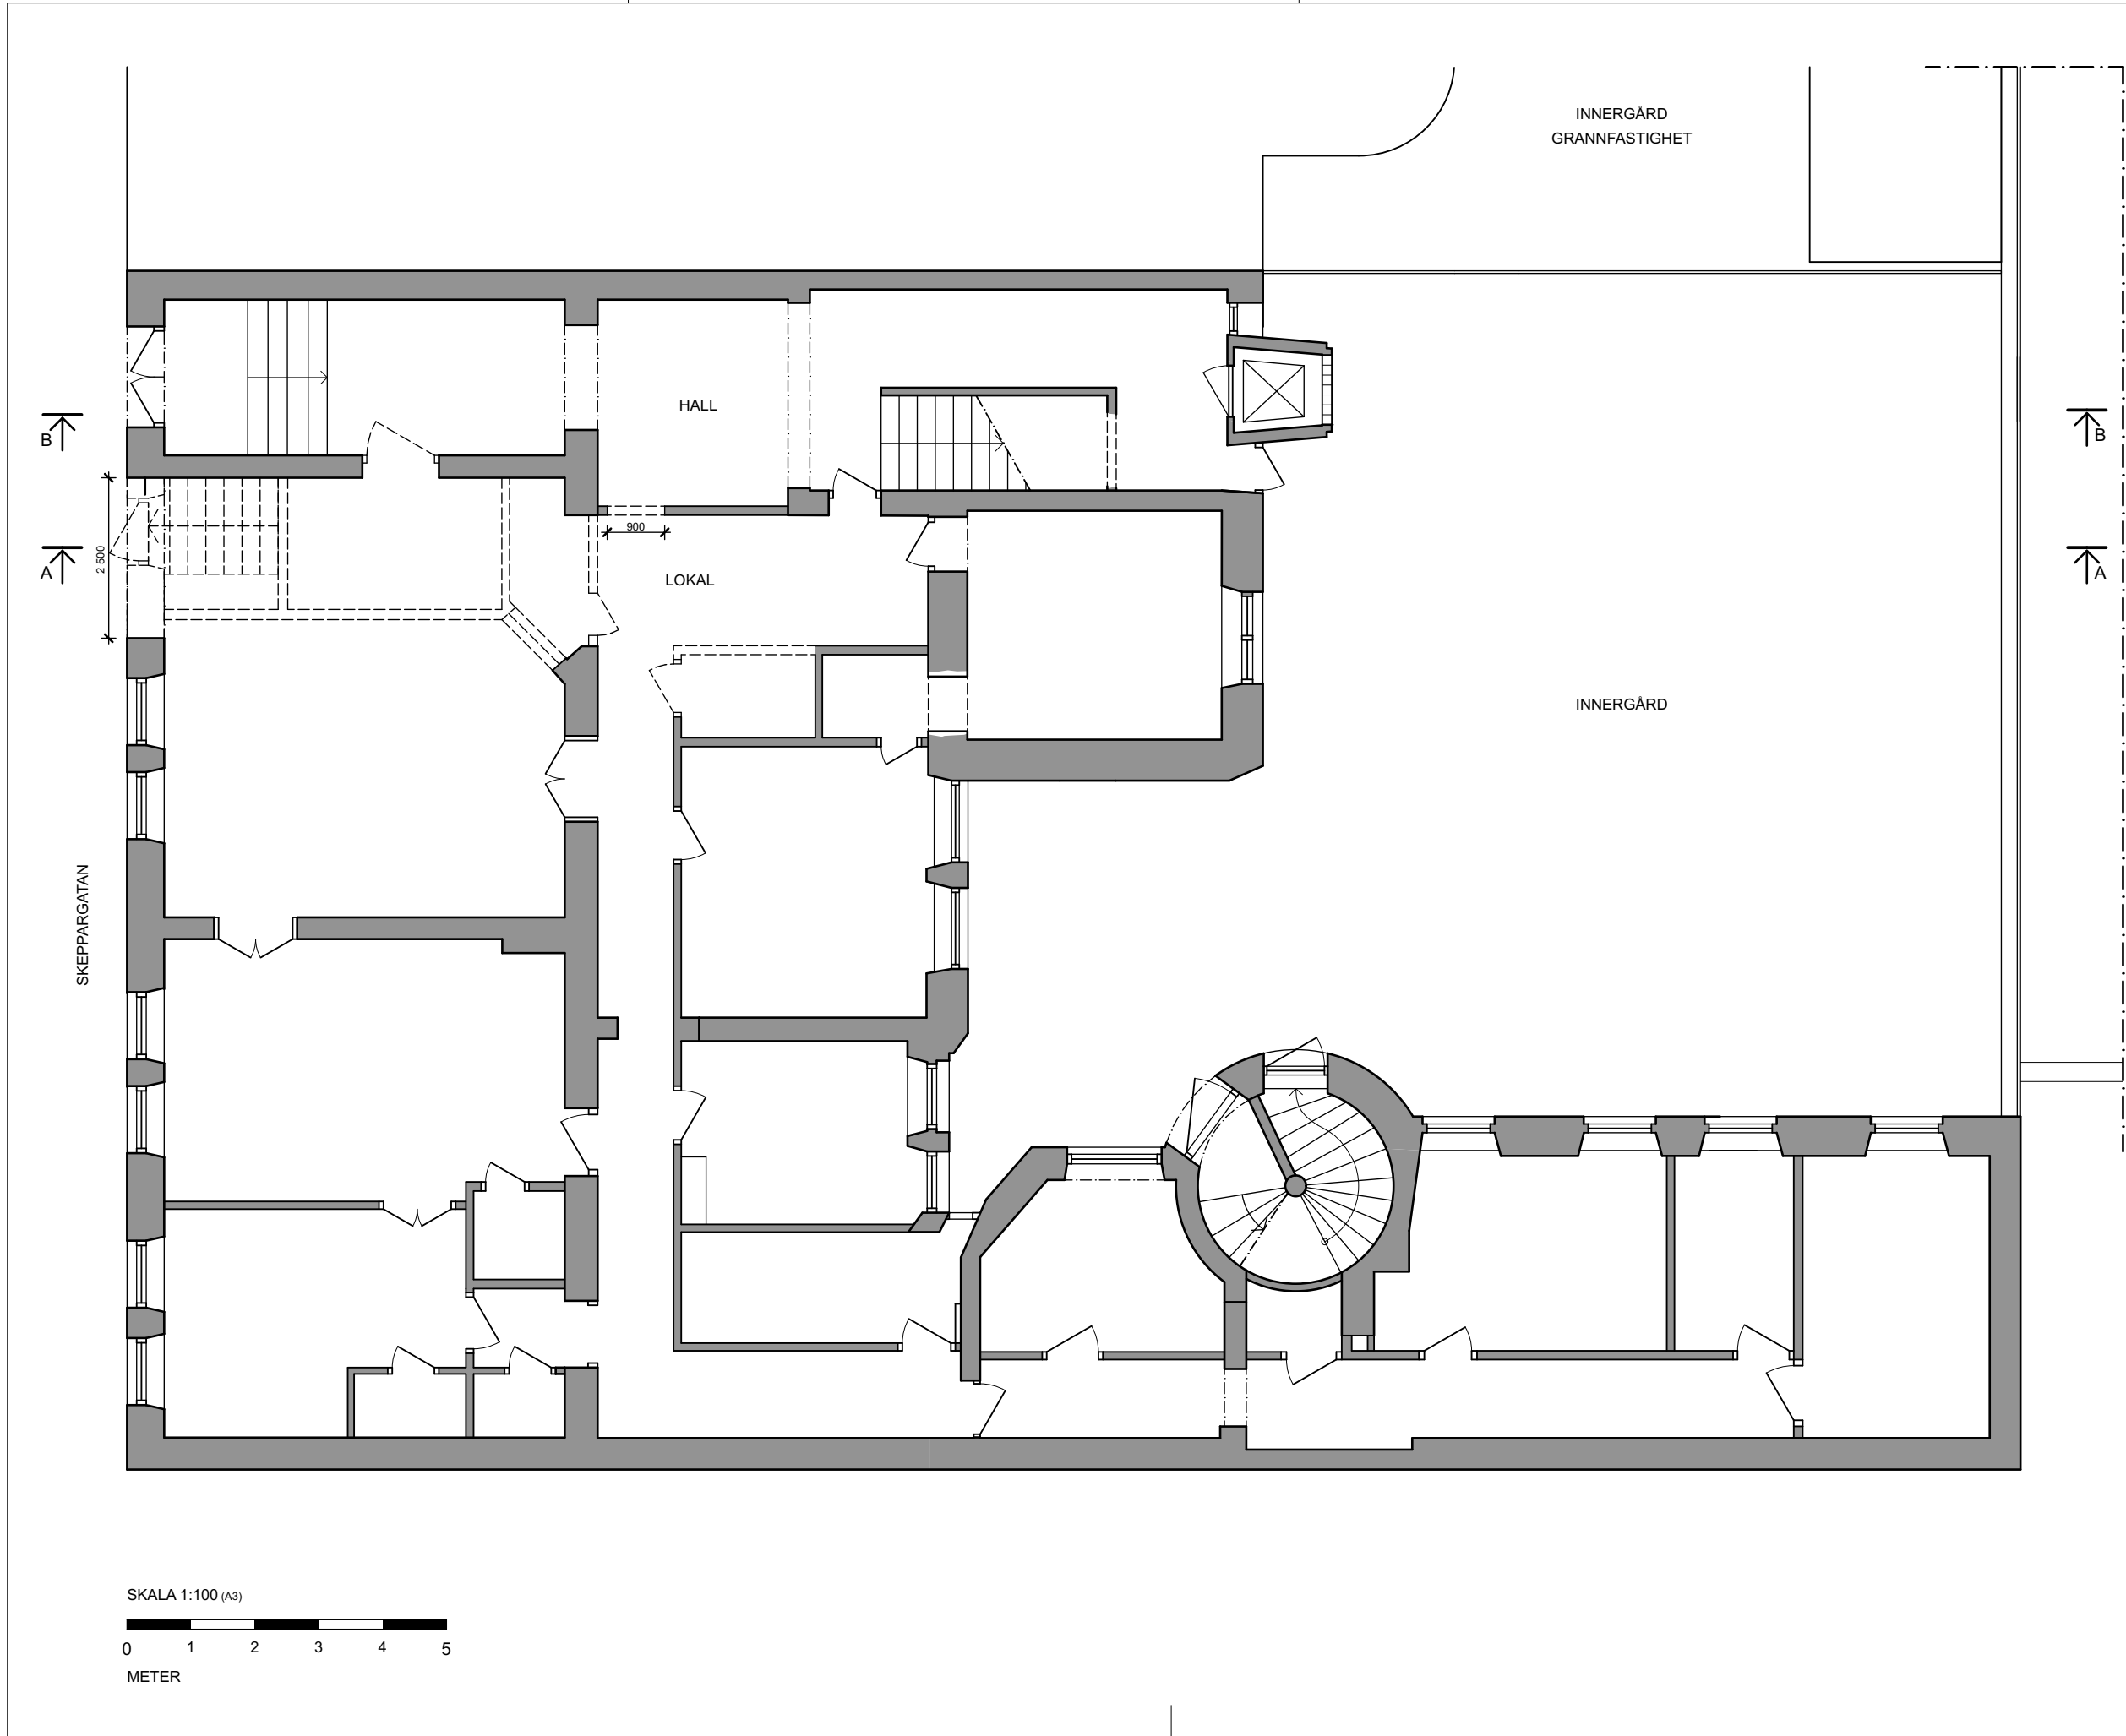 INNERGÅRD
GRANNFASTIGHET
HALL
B
B
900
2 500
A
LOKAL
A
INNERGÅRD
SKEPPARGATAN
SKALA 1:100 (A3)
0 1 2 3 4 5
METER